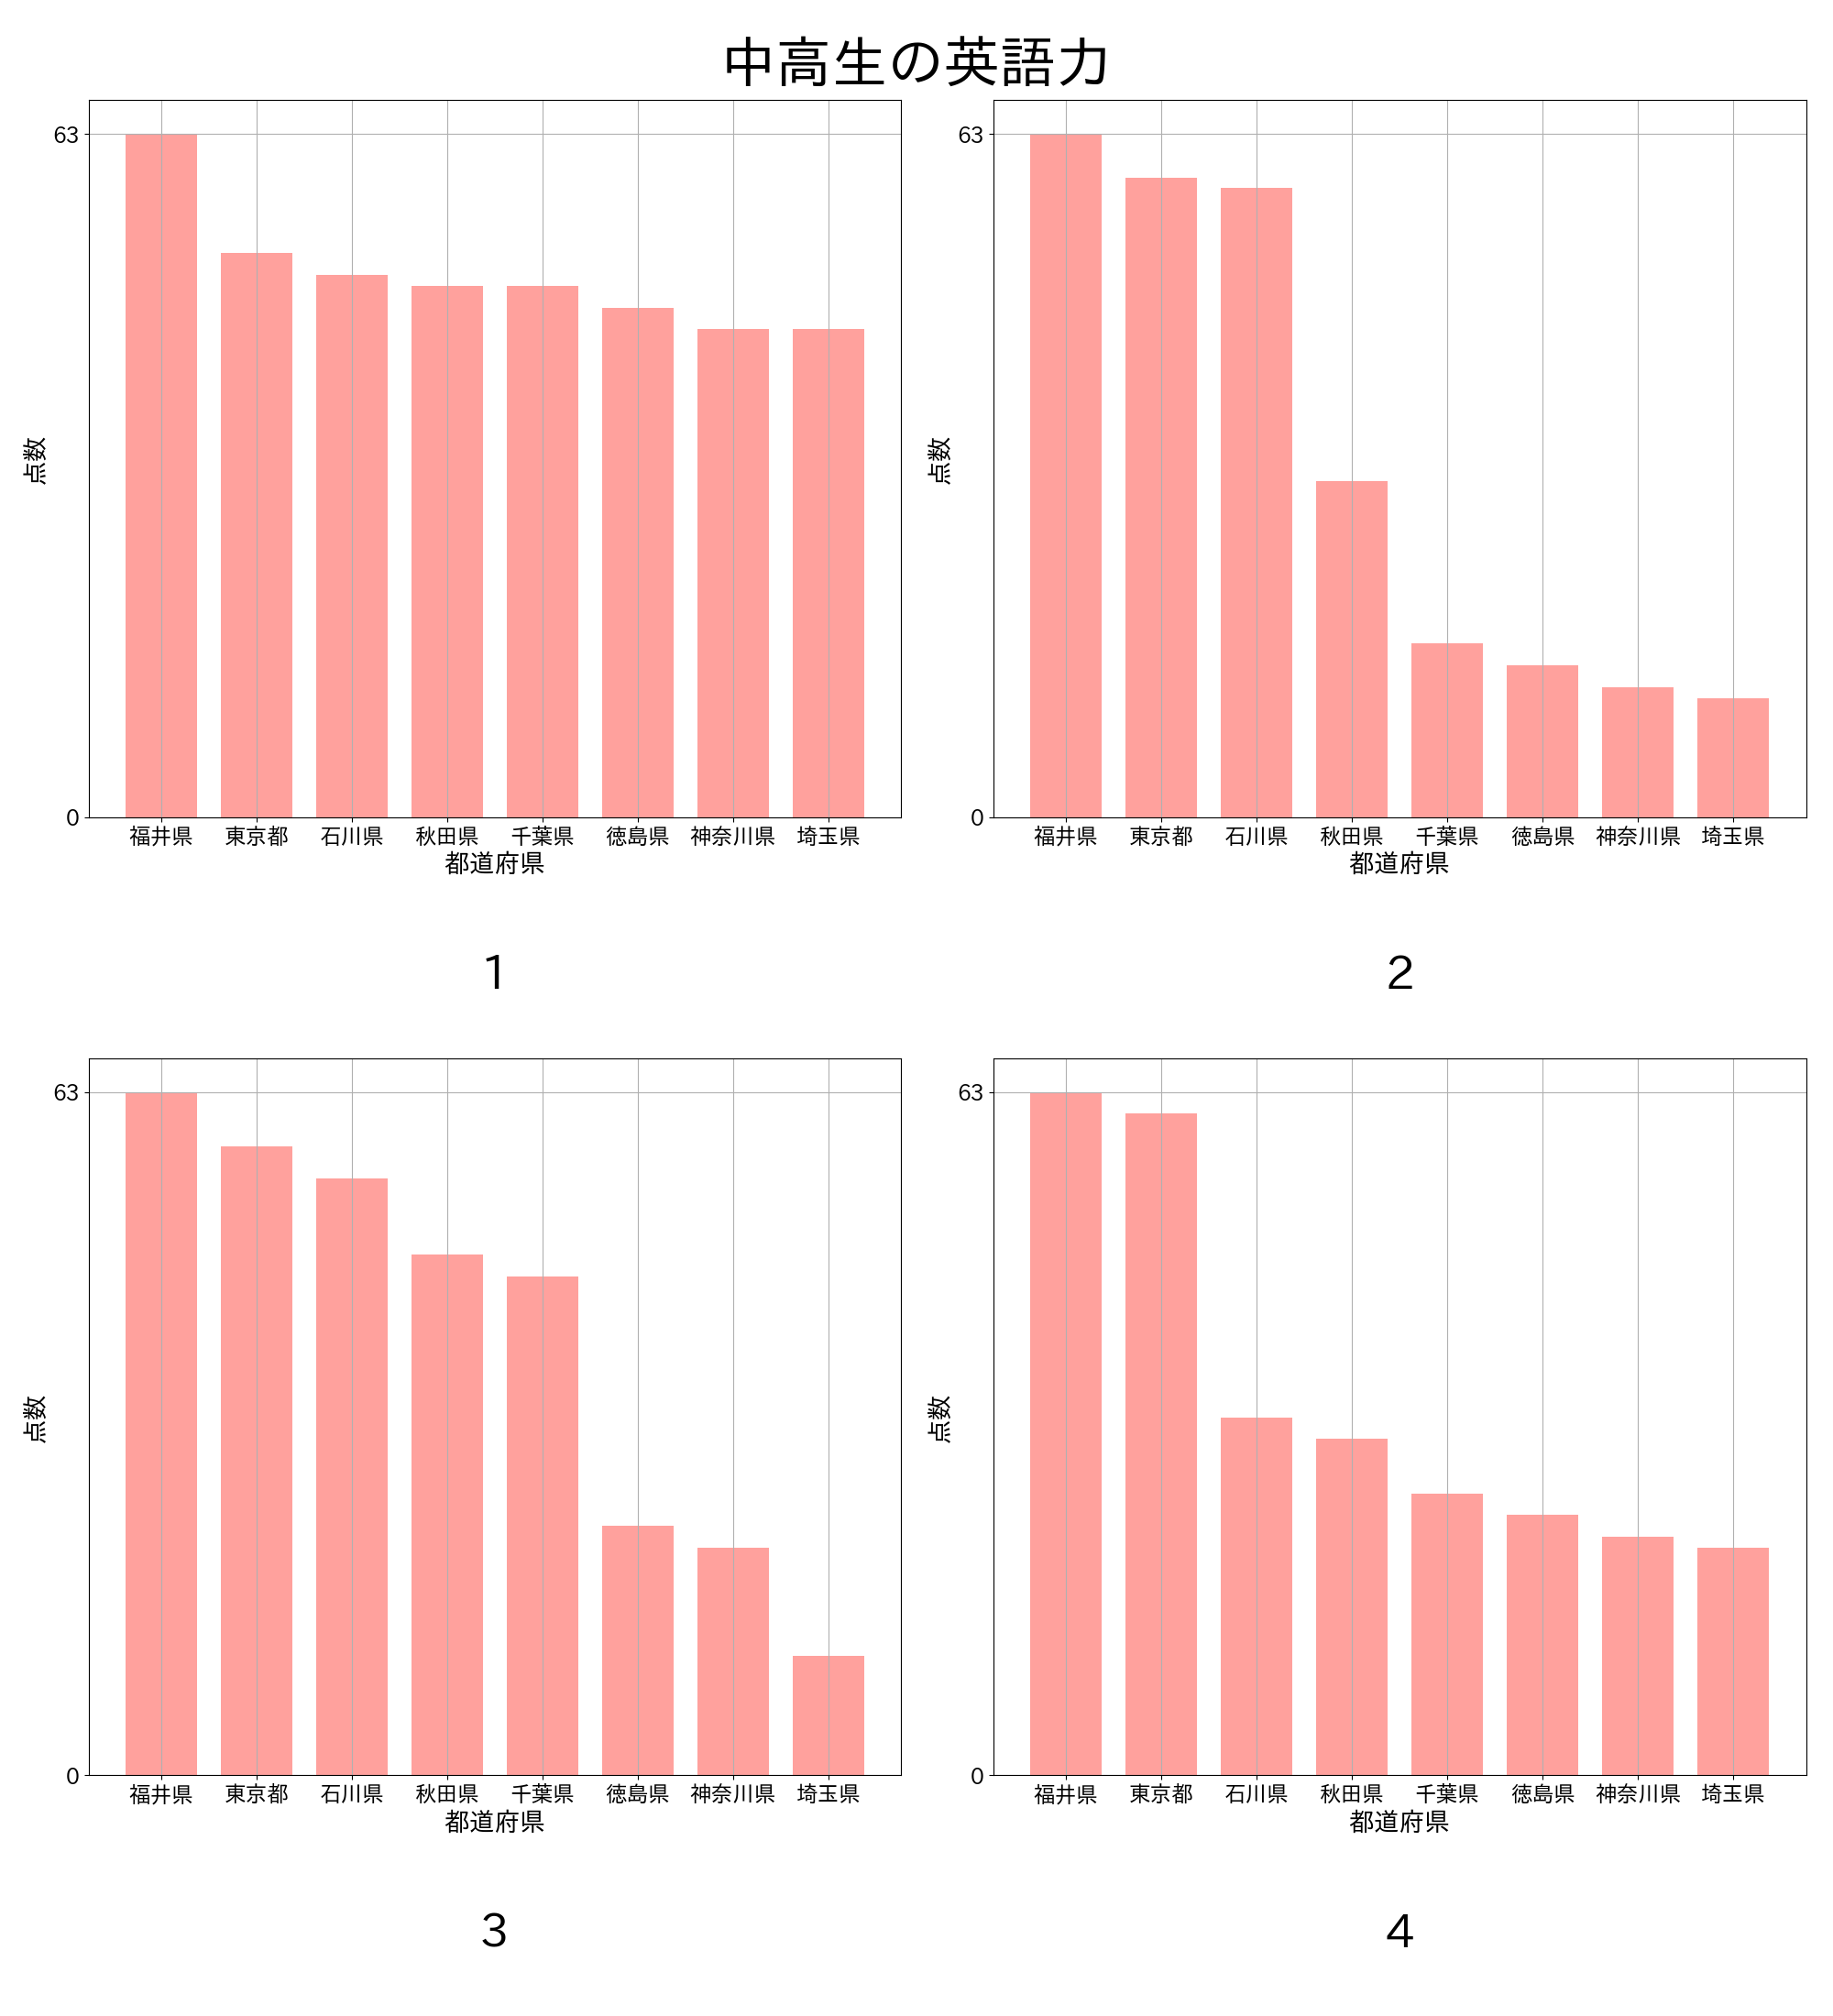 中高生の英語力
63
0
点数
福井県 東京都 石川県 秋田県 千葉県 徳島県 神奈川県 埼玉県
都道府県
1
63
0
点数
福井県 東京都 石川県 秋田県 千葉県 徳島県 神奈川県 埼玉県
都道府県
2
63
0
点数
福井県 東京都 石川県 秋田県 千葉県 徳島県 神奈川県 埼玉県
都道府県
3
63
0
点数
福井県 東京都 石川県 秋田県 千葉県 徳島県 神奈川県 埼玉県
都道府県
4